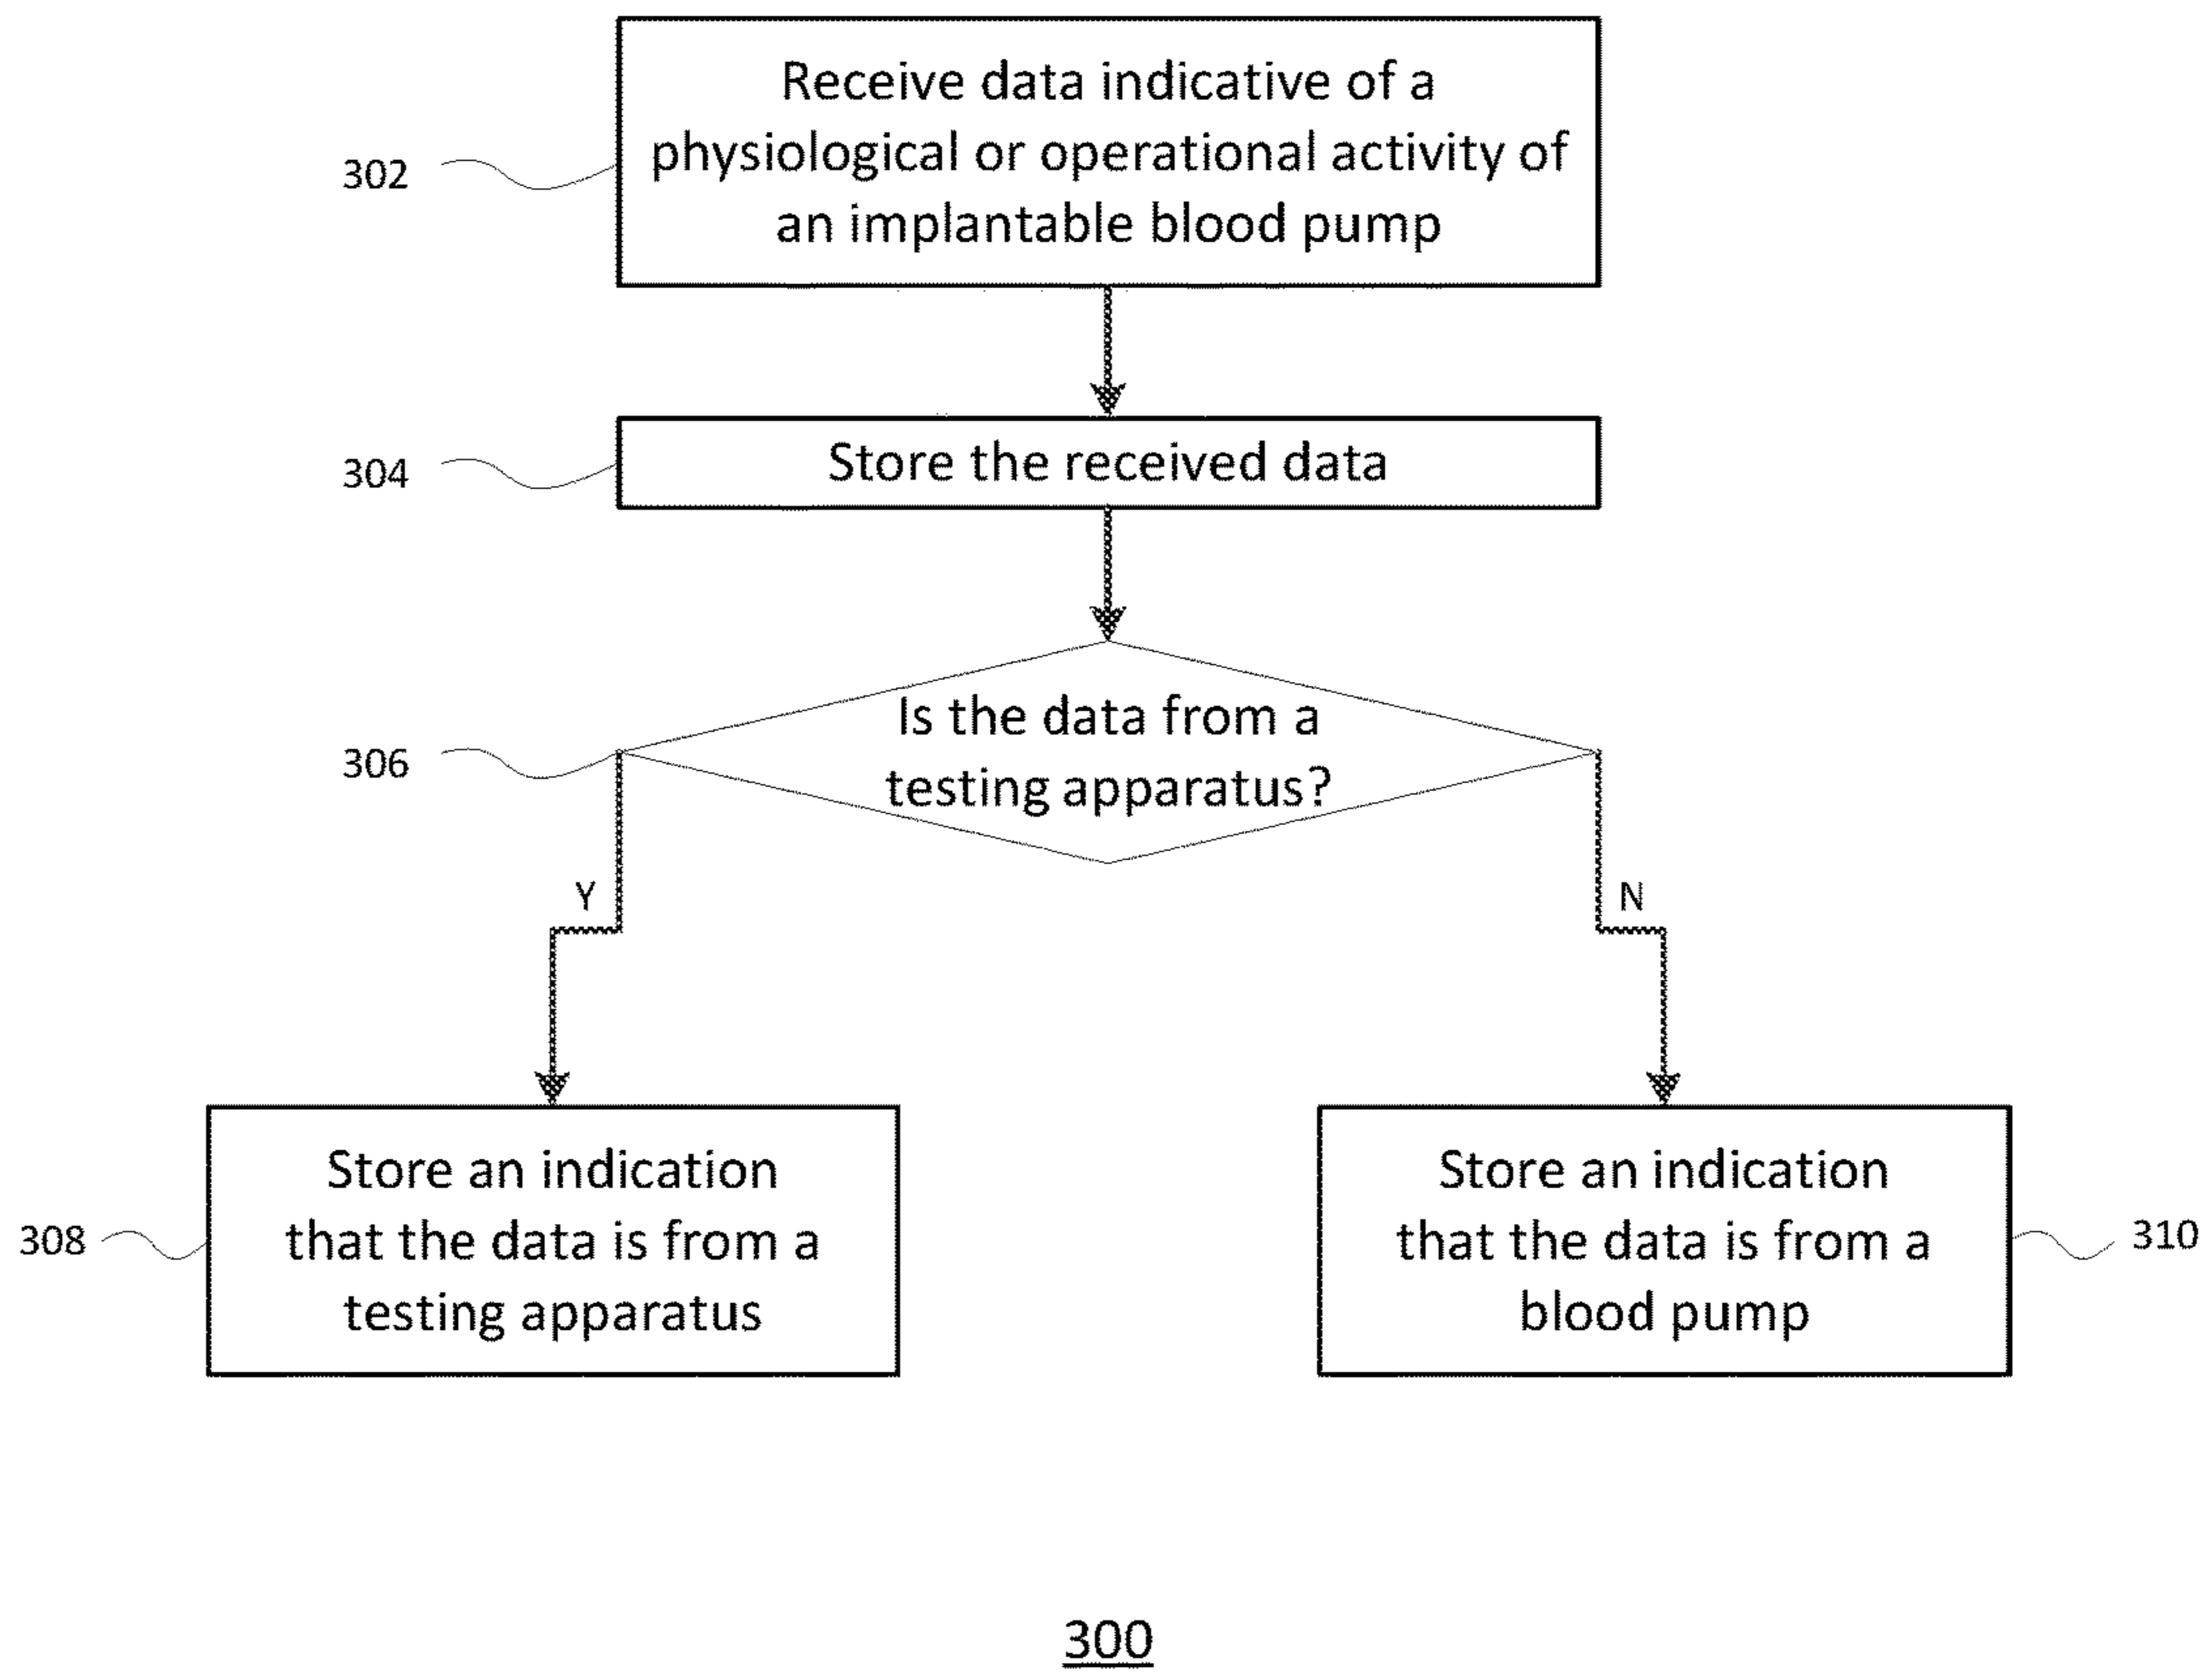 Receive data indicative of a
physiological or operational activity of
an implantable blood pump
302
Store the received data
304
Is the data from a
testing apparatus?
306
Y
N
Store an indication
that the data is from a
testing apparatus
308
Store an indication
that the data is from a
blood pump
310
300